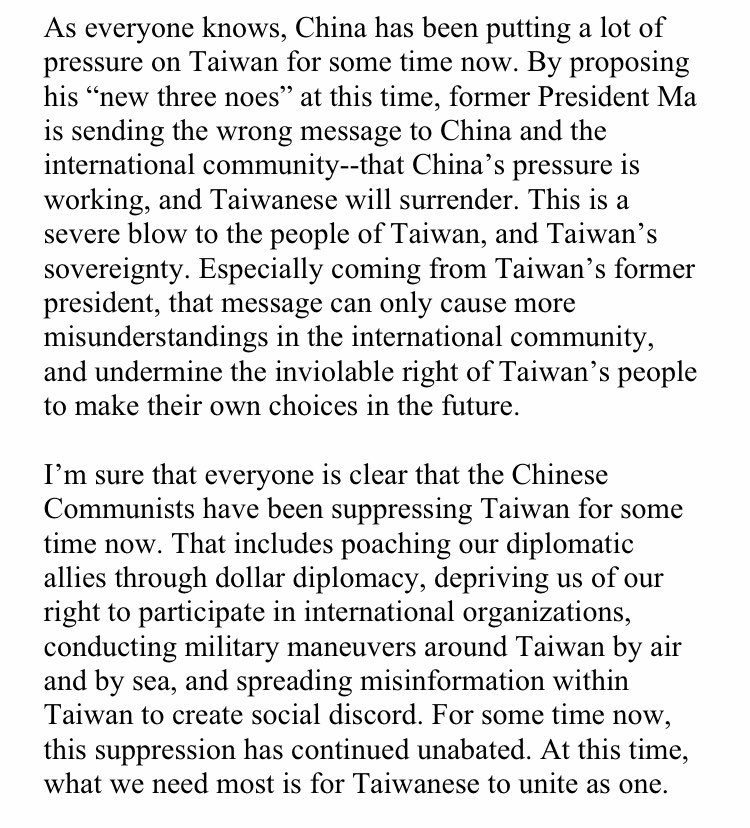 As everyone knows, China has been putting a lot of
pressure on Taiwan for some time now. By proposing
his “new three noes” at this time, former President Ma
is sending the wrong message to China and the
international community--that China’s pressure is
working, and Taiwanese will surrender. This is a
severe blow to the people of Taiwan, and Taiwan’s
sovereignty. Especially coming from Taiwan’s former
president, that message can only cause more
misunderstandings in the international community,
and undermine the inviolable right of Taiwan’s people
to make their own choices in the future.
I’m sure that everyone is clear that the Chinese
Communists have been suppressing Taiwan for some
time now. That includes poaching our diplomatic
allies through dollar diplomacy, depriving us of our
right to participate in international organizations,
conducting military maneuvers around Taiwan by air
and by sea, and spreading misinformation within
Taiwan to create social discord. For some time now,
this suppression has continued unabated. At this time,
what we need most is for Taiwanese to unite as one.